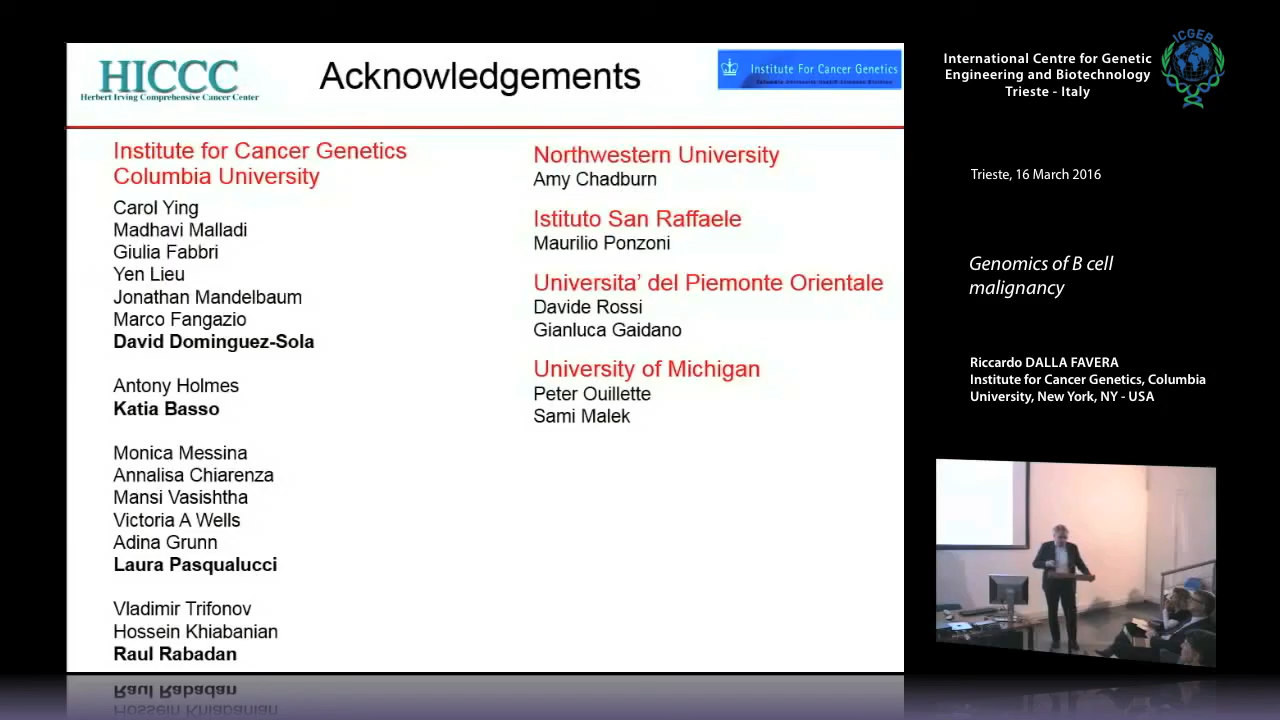 HICCC
Herbert Irving Comprehensive Cancer Center
Acknowledgements
Institute For Cancer Genetics
Institute for Cancer Genetics
Columbia University
Carol Ying
Madhavi Malladi
Giulia Fabbri
Yen Lieu
Jonathan Mandelbaum
Marco Fangazio
David Dominguez-Sola
Antony Holmes
Katia Basso
Monica Messina
Annalisa Chiarenza
Mansi Vasishtha
Victoria A Wells
Adina Grunn
Laura Pasqualucci
Vladimir Trifonov
Hossein Khiabanian
Raul Rabadan
Northwestern University
Amy Chadburn
Istituto San Raffaele
Maurilio Ponzoni
Universita’ del Piemonte Orientale
Davide Rossi
Gianluca Gaidano
University of Michigan
Peter Ouillette
Sami Malek
International Centre for Genetic
Engineering and Biotechnology
Trieste - Italy
ICGEB
Trieste, 16 March 2016
Genomics of B cell
malignancy
Riccardo DALLA FAVERA
Institute for Cancer Genetics, Columbia
University, New York, NY - USA